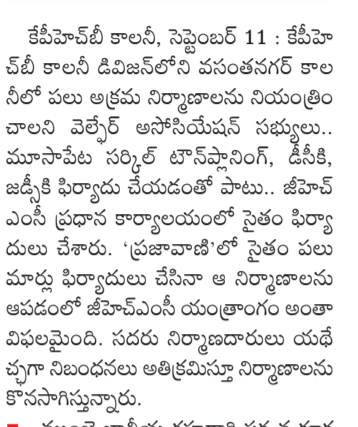 కేపీహెచ్‌బీ కాలనీ, సెప్టెంబర్ 11 : కేపీహె
చ్‌బీ కాలనీ డివిజన్‌లోని వసంతనగర్ కాల
నీలో పలు అక్రమ నిర్మాణాలను నియంత్రిం
చాలని వెల్ఫేర్ అసోసియేషన్ సభ్యులు..
మూసాపేట సర్కిల్ టౌన్‌ప్లానింగ్, డీసీకి,
జడ్సీకి ఫిర్యాదు చేయడంతో పాటు.. జీహెచ్
ఎంసీ ప్రధాన కార్యాలయంలో సైతం ఫిర్యా
దులు చేశారు. ‘ప్రజావాణి’లో సైతం పలు
మార్లు ఫిర్యాదులు చేసినా ఆ నిర్మాణాలను
ఆపడంలో జీహెచ్‌ఎంసీ యంత్రాంగం అంతా
విఫలమైంది. సదరు నిర్మాణదారులు యథే
చ్ఛగా నిబంధనలు అతిక్రమిస్తూ నిర్మాణాలను
కొనసాగిస్తున్నారు.